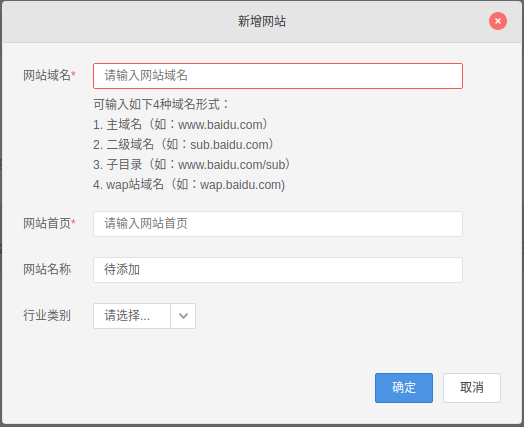 新增网站
网站域名* 请输入网站域名
可输入如下4种域名形式：
1. 主域名（如：www.baidu.com）
2. 二级域名（如：sub.baidu.com）
3. 子目录（如：www.baidu.com/sub）
4. wap站域名（如：wap.baidu.com)
网站首页* 请输入网站首页
网站名称 待添加
行业类别 请选择...
确定 取消